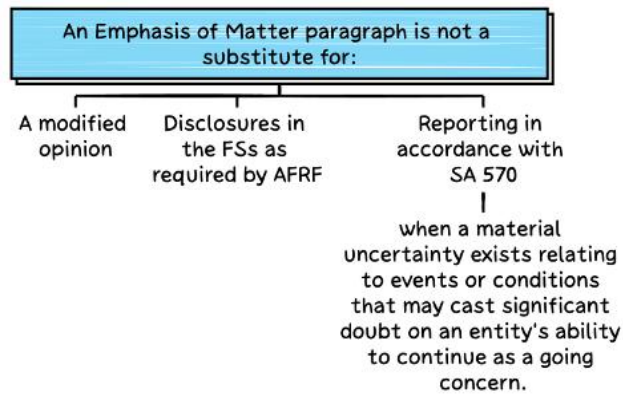 An Emphasis of Matter paragraph is not a
substitute for:
A modified
opinion
Disclosures in
the FSs as
required by AFRF
Reporting in
accordance with
SA 570
when a material
uncertainty exists relating
to events or conditions
that may cast significant
doubt on an entity's ability
to continue as a going
concern.